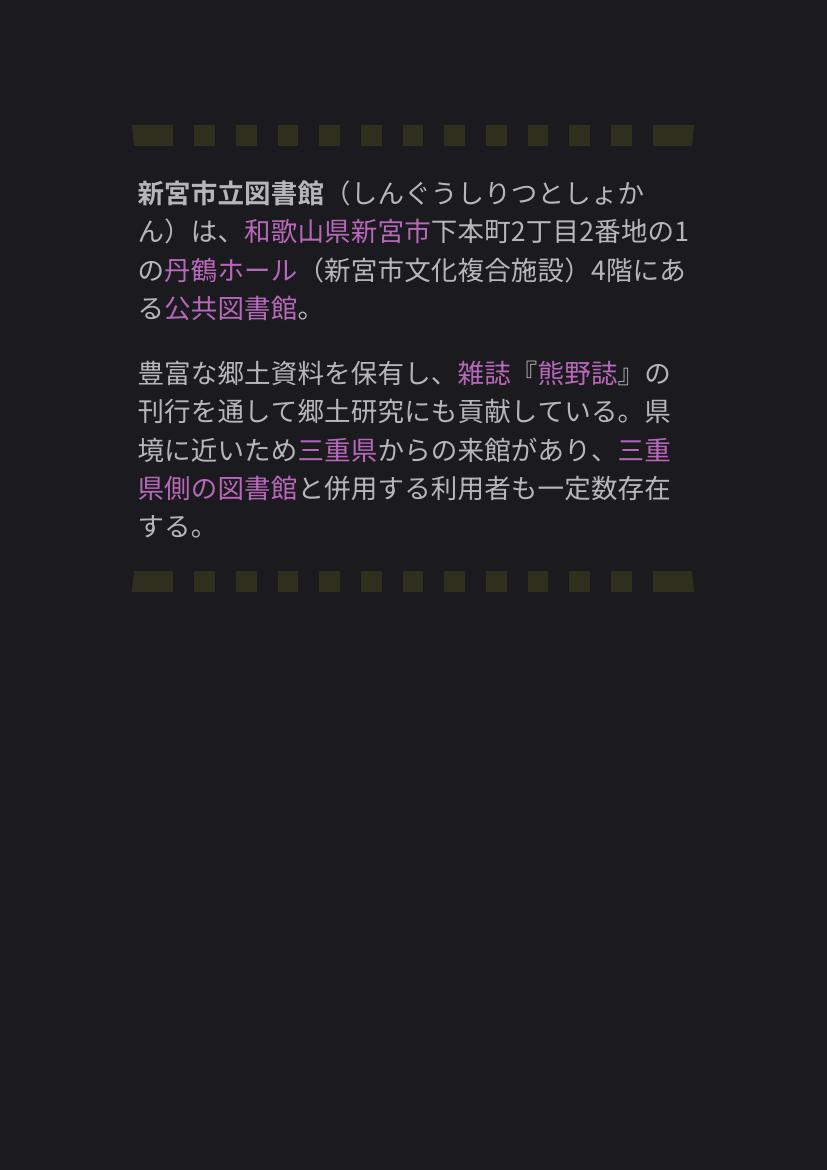 新宮市立図書館（しんぐうしりつとしょか
ん）は、和歌山県新宮市下本町2丁目2番地の1
の丹鶴ホール（新宮市文化複合施設）4階にあ
る公共図書館。
豊富な郷土資料を保有し、雑誌『熊野誌』の
刊行を通して郷土研究にも貢献している。県
境に近いため三重県からの来館があり、三重
県側の図書館と併用する利用者も一定数存在
する。